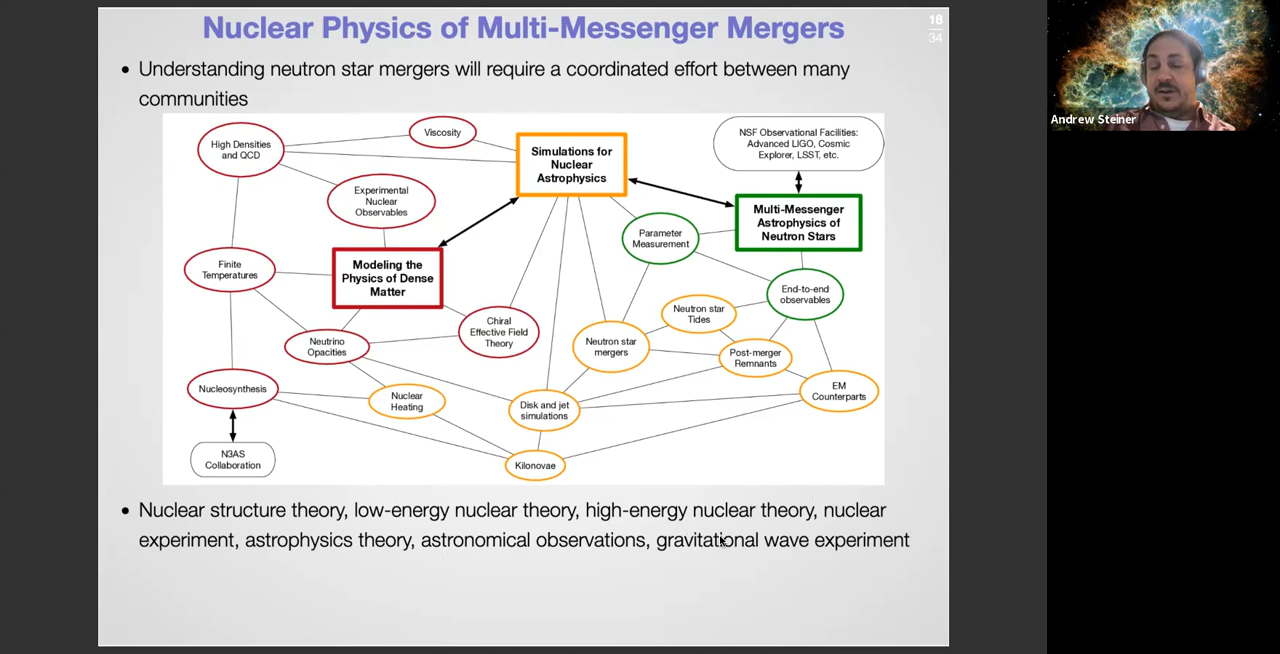 Nuclear Physics of Multi-Messenger Mergers
18
34
• Understanding neutron star mergers will require a coordinated effort between many
communities
High Densities
and QCD
Viscosity
Simulations for
Nuclear
Astrophysics
NSF Observational Facilities:
Advanced LIGO, Cosmic
Explorer, LSST, etc.
Experimental
Nuclear
Observables
Multi-Messenger
Astrophysics of
Neutron Stars
Parameter
Measurement
Finite
Temperatures
Modeling the
Physics of Dense
Matter
End-to-end
observables
Neutron star
Tides
Chiral
Effective Field
Theory
Neutrino
Opacities
Neutron star
mergers
Post-merger
Remnants
Nucleosynthesis
Nuclear
Heating
Disk and jet
simulations
EM
Counterparts
N3AS
Collaboration
Kilonovae
• Nuclear structure theory, low-energy nuclear theory, high-energy nuclear theory, nuclear
experiment, astrophysics theory, astronomical observations, gravitational wave experiment
Andrew Steiner